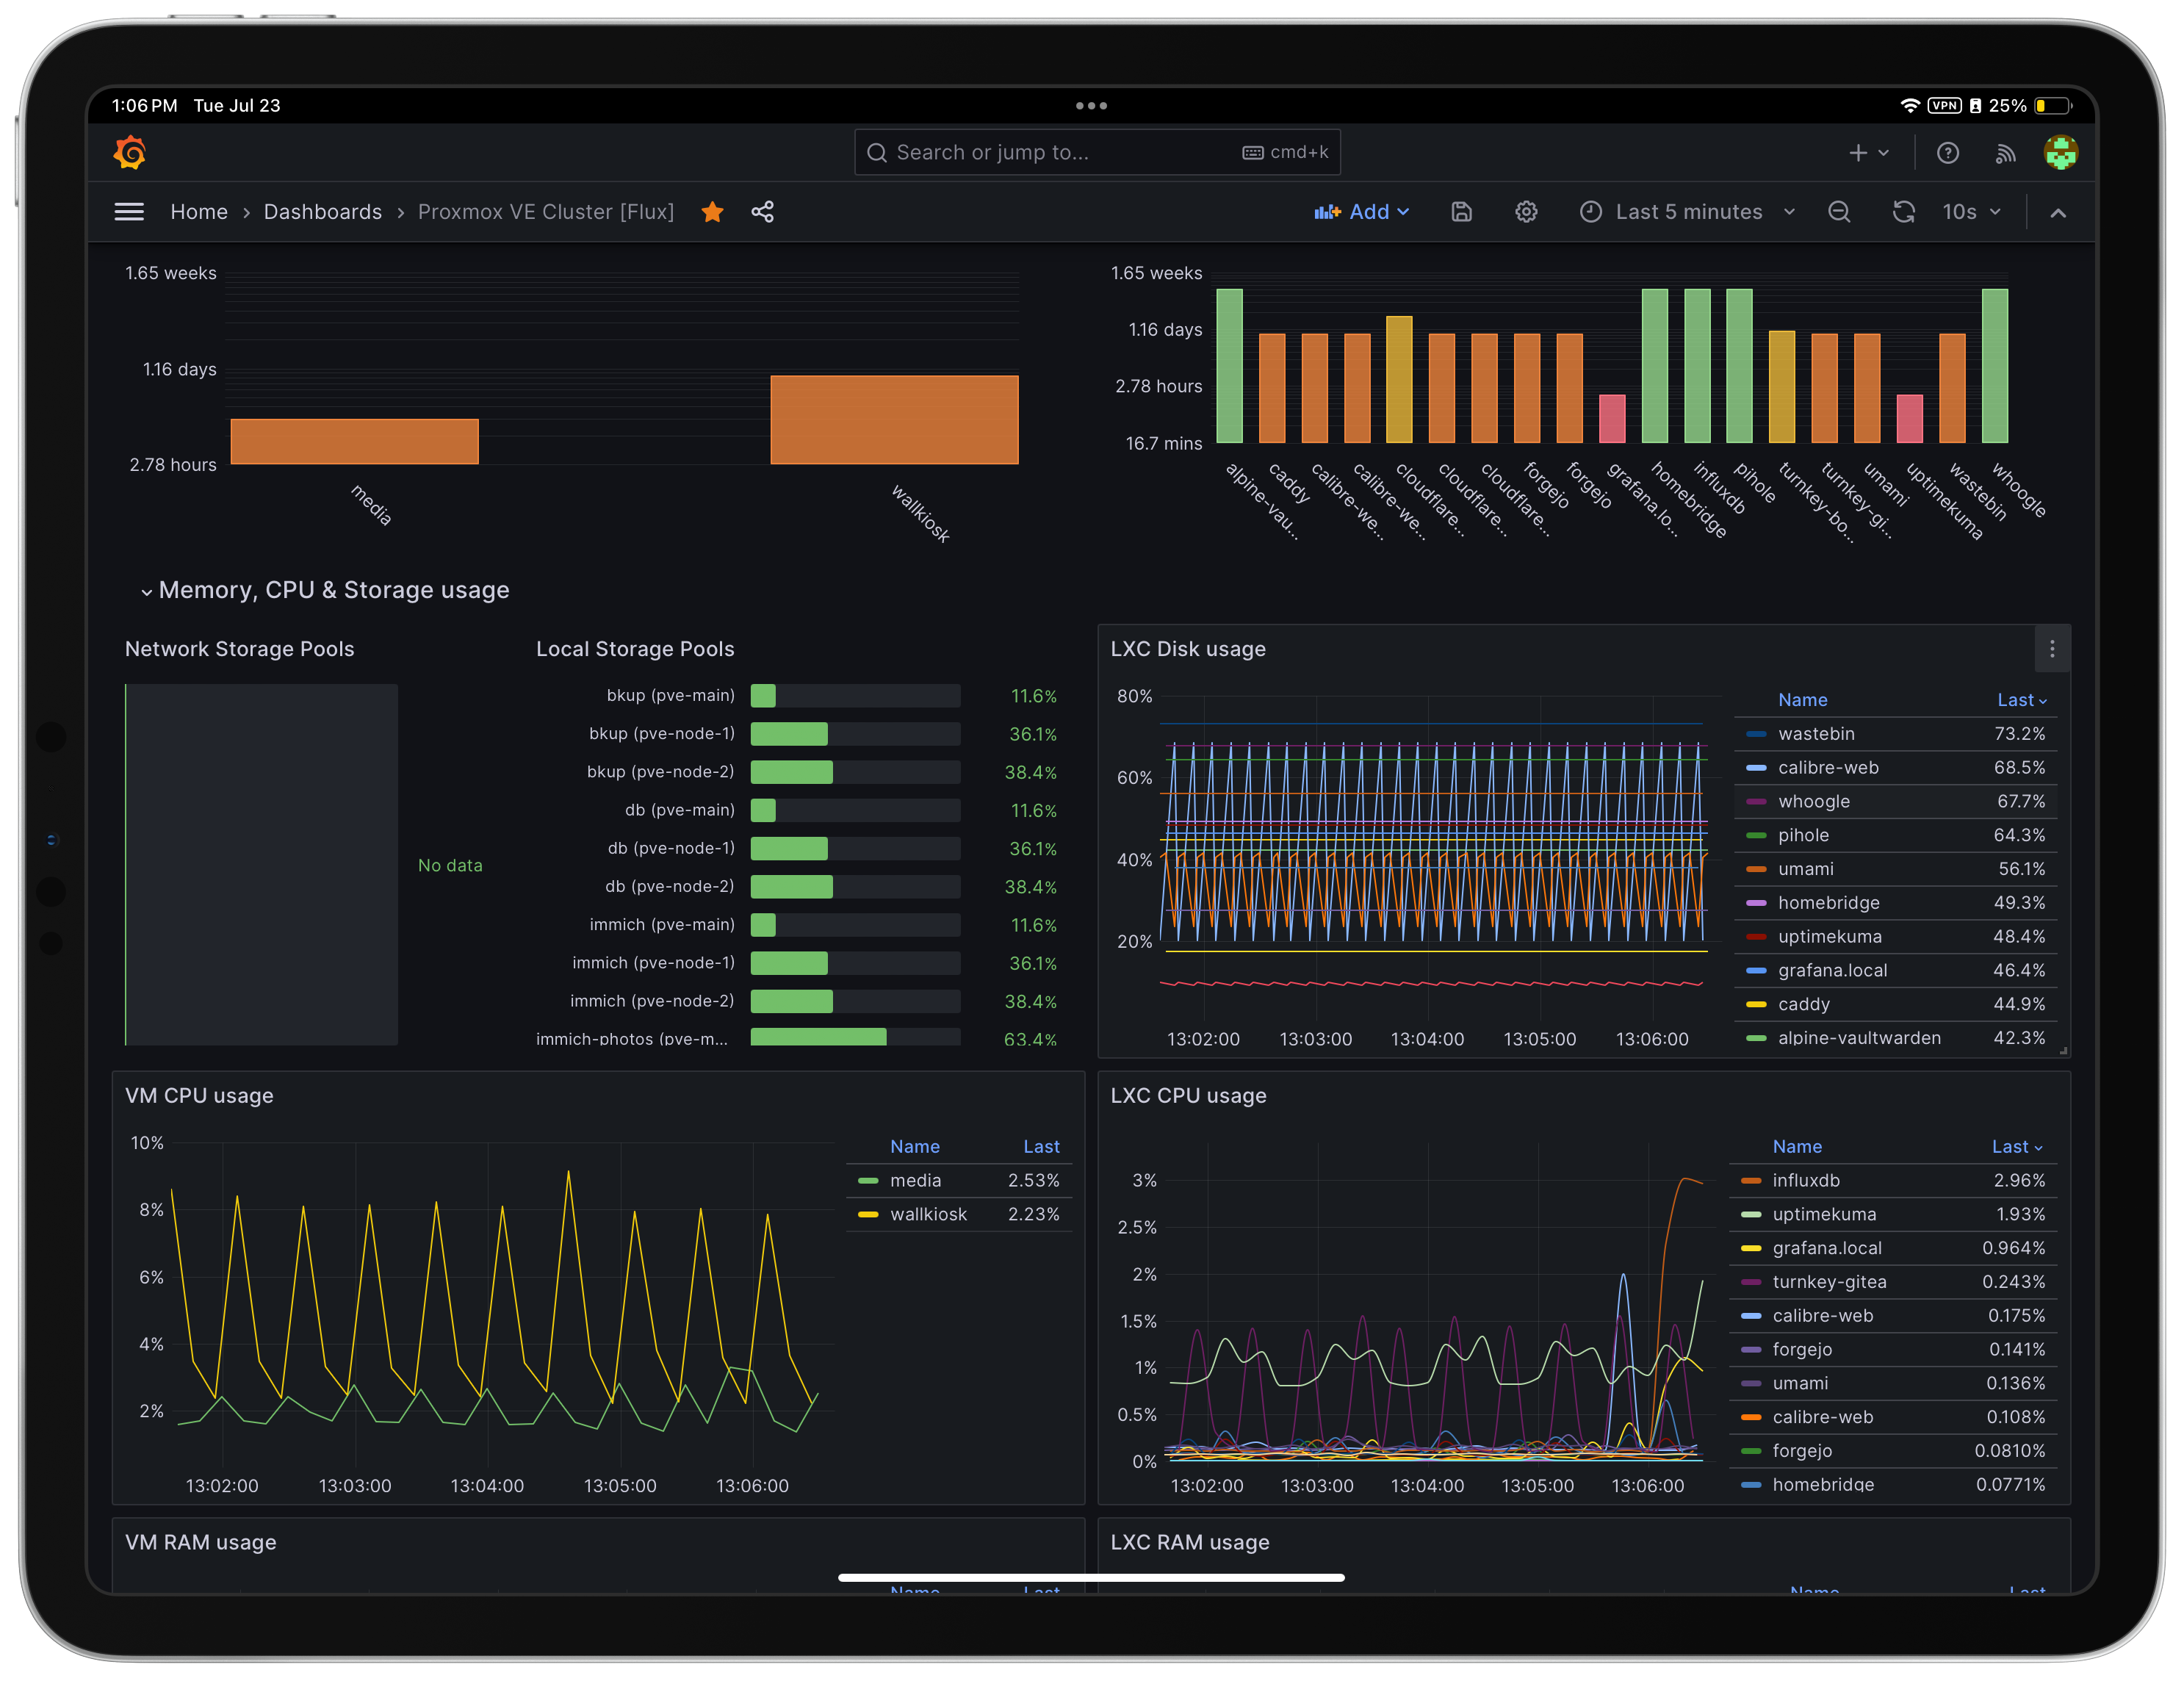 1:06 PM Tue Jul 23
VPN 25%
Search or jump to... cmd+k
Home › Dashboards › Proxmox VE Cluster [Flux]
Add Last 5 minutes 10s
1.65 weeks
1.16 days
2.78 hours
media
wallkiosk
1.65 weeks
1.16 days
2.78 hours
16.7 mins
alpine-vau...
caddy
calibre-we...
calibre-we...
cloudflare...
cloudflare...
cloudflare...
forgejo
forgejo
grafana.lo...
homebridge
influxdb
pihole
turnkey-bo...
turnkey-gi...
umami
uptimekuma
wastebin
whoogle
Memory, CPU & Storage usage
Network Storage Pools
No data
Local Storage Pools
bkup (pve-main) 11.6%
bkup (pve-node-1) 36.1%
bkup (pve-node-2) 38.4%
db (pve-main) 11.6%
db (pve-node-1) 36.1%
db (pve-node-2) 38.4%
immich (pve-main) 11.6%
immich (pve-node-1) 36.1%
immich (pve-node-2) 38.4%
immich-photos (pve-m... 63.4%
LXC Disk usage
80%
60%
40%
20%
13:02:00 13:03:00 13:04:00 13:05:00 13:06:00
Name Last
wastebin 73.2%
calibre-web 68.5%
whoogle 67.7%
pihole 64.3%
umami 56.1%
homebridge 49.3%
uptimekuma 48.4%
grafana.local 46.4%
caddy 44.9%
alpine-vaultwarden 42.3%
VM CPU usage
10%
8%
6%
4%
2%
13:02:00 13:03:00 13:04:00 13:05:00 13:06:00
Name Last
media 2.53%
wallkiosk 2.23%
LXC CPU usage
3%
2.5%
2%
1.5%
1%
0.5%
0%
13:02:00 13:03:00 13:04:00 13:05:00 13:06:00
Name Last
influxdb 2.96%
uptimekuma 1.93%
grafana.local 0.964%
turnkey-gitea 0.243%
calibre-web 0.175%
forgejo 0.141%
umami 0.136%
calibre-web 0.108%
forgejo 0.0810%
homebridge 0.0771%
VM RAM usage
Name Last
LXC RAM usage
Name Last